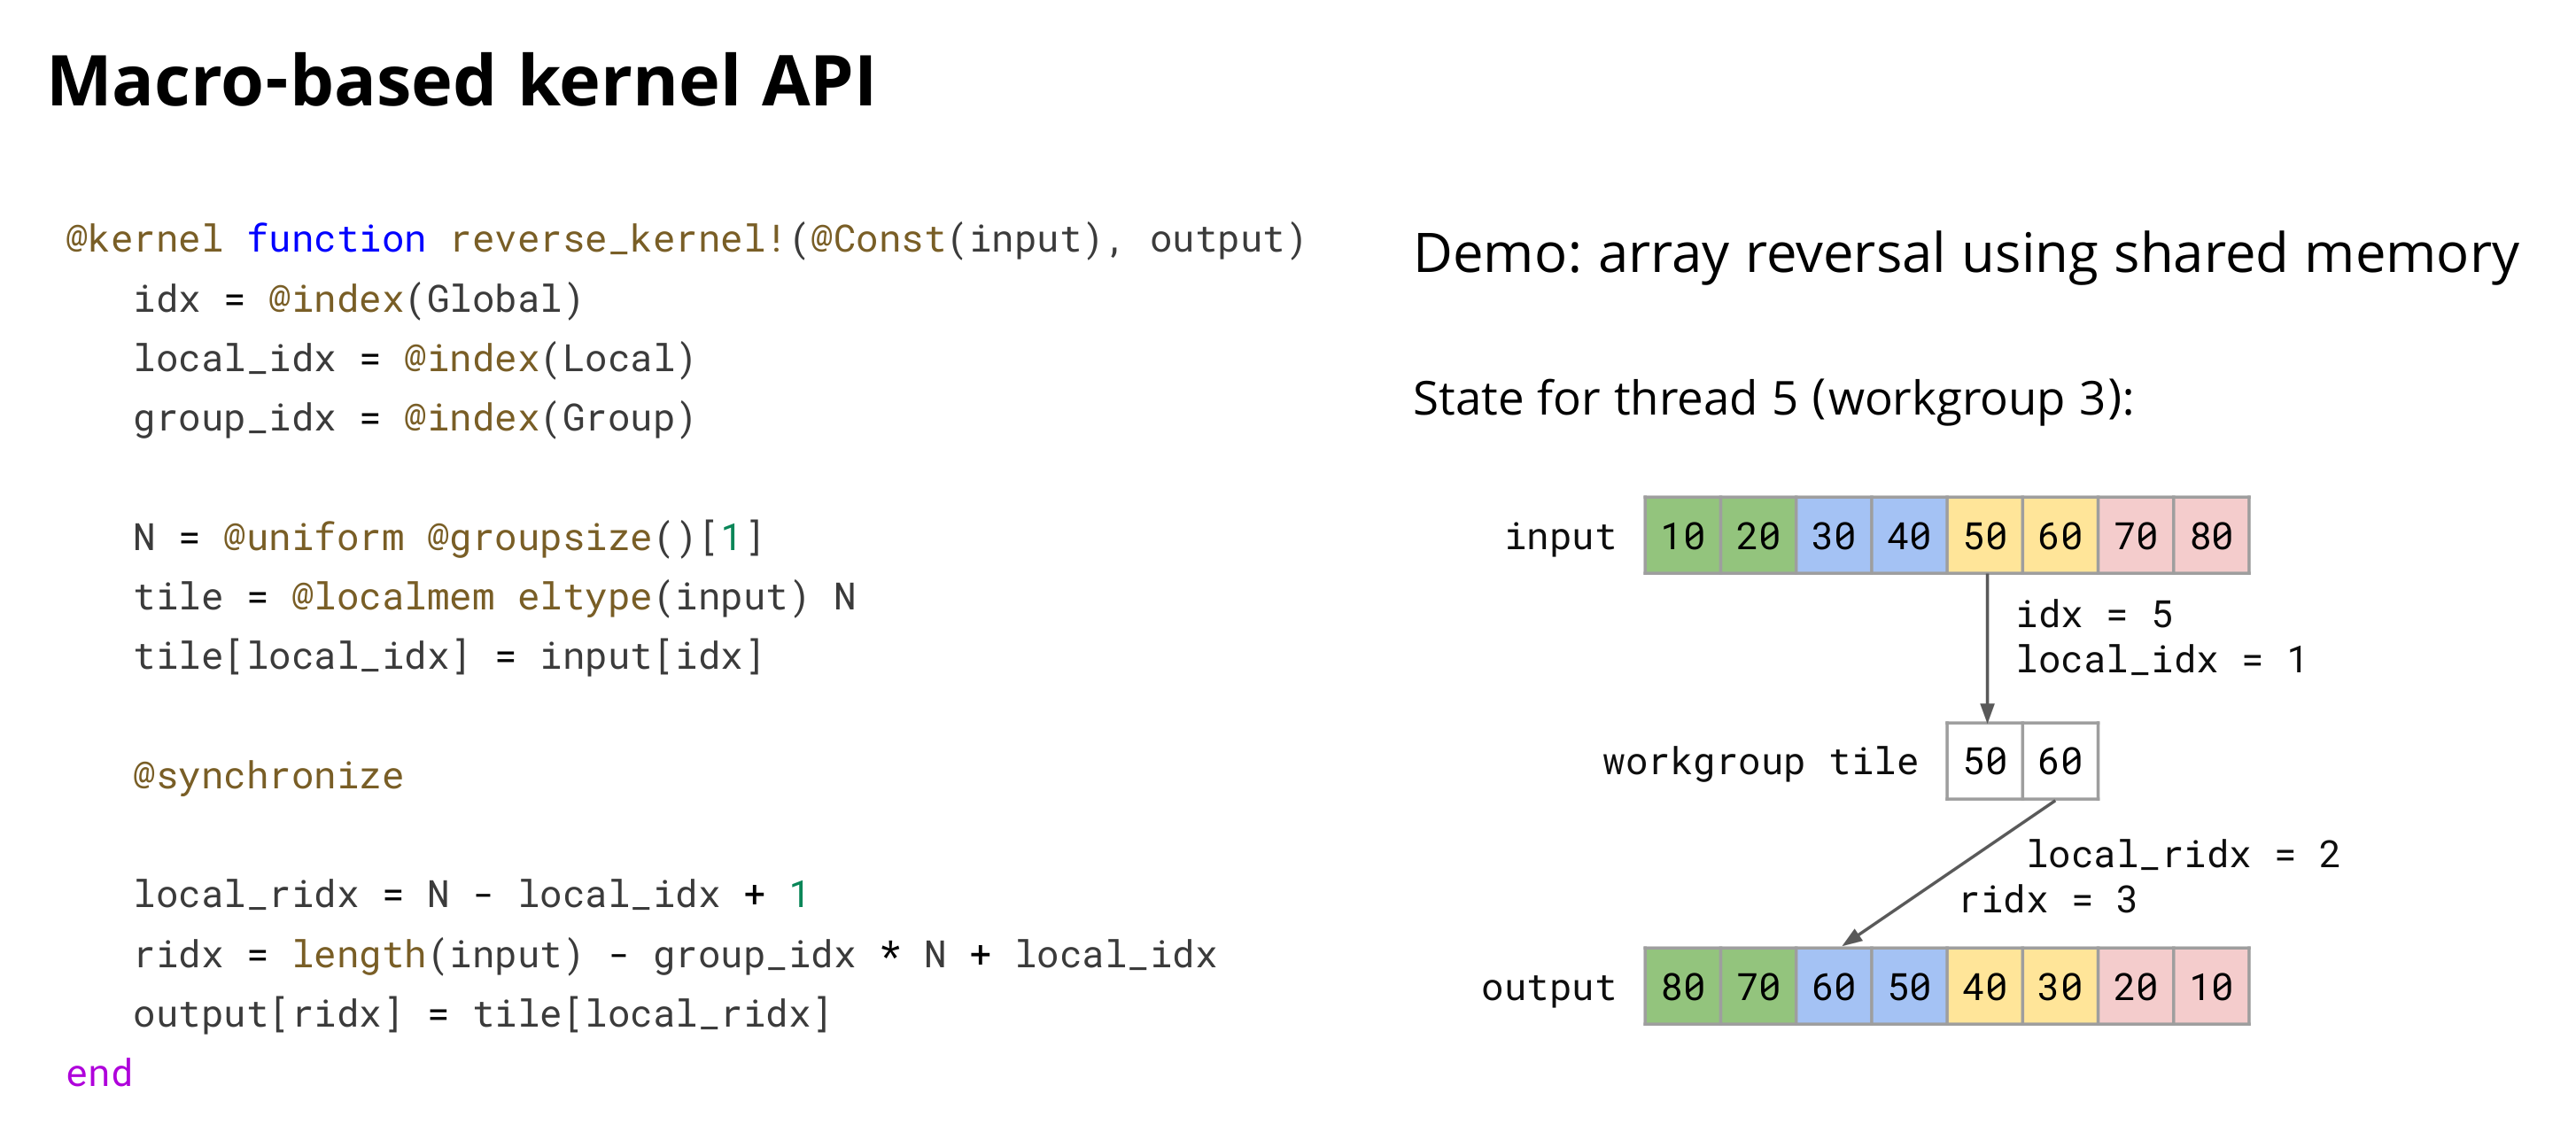 Macro-based kernel API
@kernel function reverse_kernel!(@Const(input), output)
idx = @index(Global)
local_idx = @index(Local)
group_idx = @index(Group)
N = @uniform @groupsize()[1]
tile = @localmem eltype(input) N
tile[local_idx] = input[idx]
@synchronize
local_ridx = N - local_idx + 1
ridx = length(input) - group_idx * N + local_idx
output[ridx] = tile[local_ridx]
end
Demo: array reversal using shared memory
State for thread 5 (workgroup 3):
input 10 20 30 40 50 60 70 80
idx = 5
local_idx = 1
workgroup tile 50 60
local_ridx = 2
ridx = 3
output 80 70 60 50 40 30 20 10